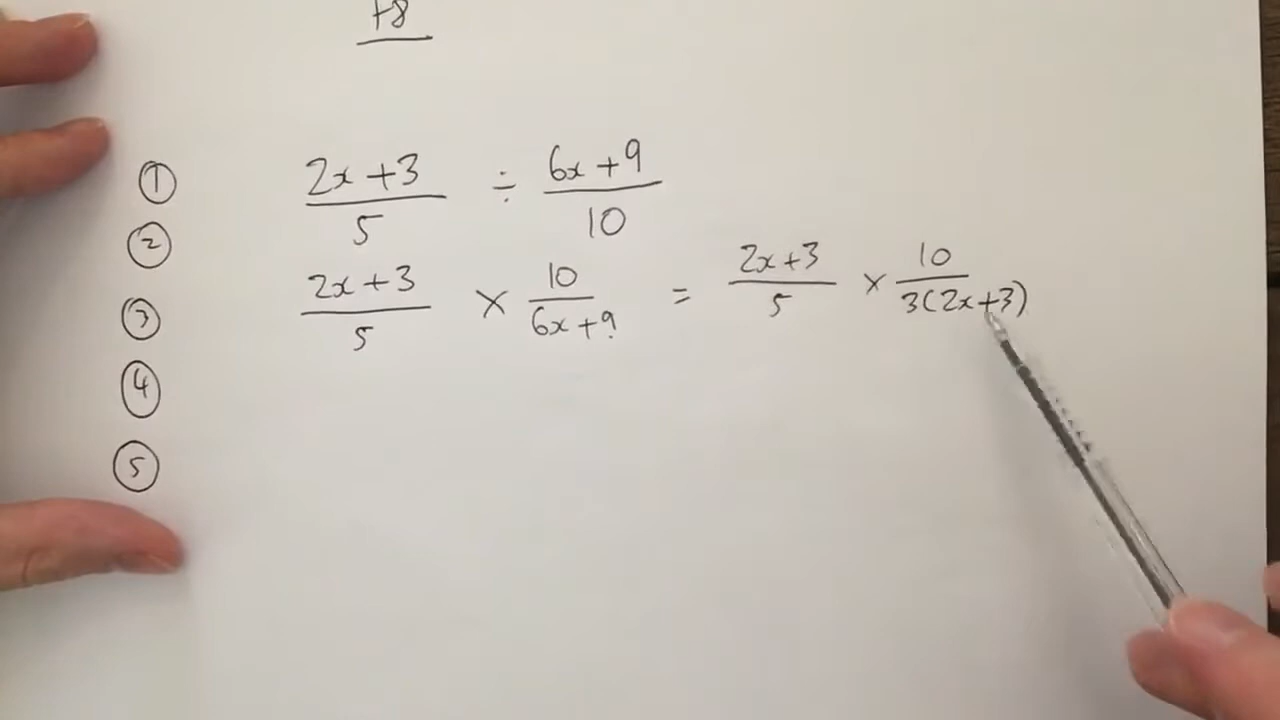 +8
① (2x+3)/5 ÷ (6x+9)/10
② (2x+3)/5 × 10/(6x+9) = (2x+3)/5 × 10/(3(2x+3))
③
④
⑤